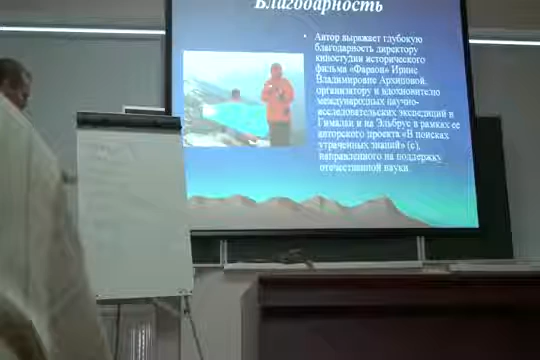 Благодарность
• Автор выражает глубокую
благодарность директору
киностудии исторического
фильма «Фараон» Ирине
Владимировне Архиповой,
организатору и вдохновителю
международных научно-
исследовательских экспедиций в
Гималаи и на Эльбрус в рамках ее
авторского проекта «В поисках
утраченных знаний» (с),
направленного на поддержку
отечественной науки